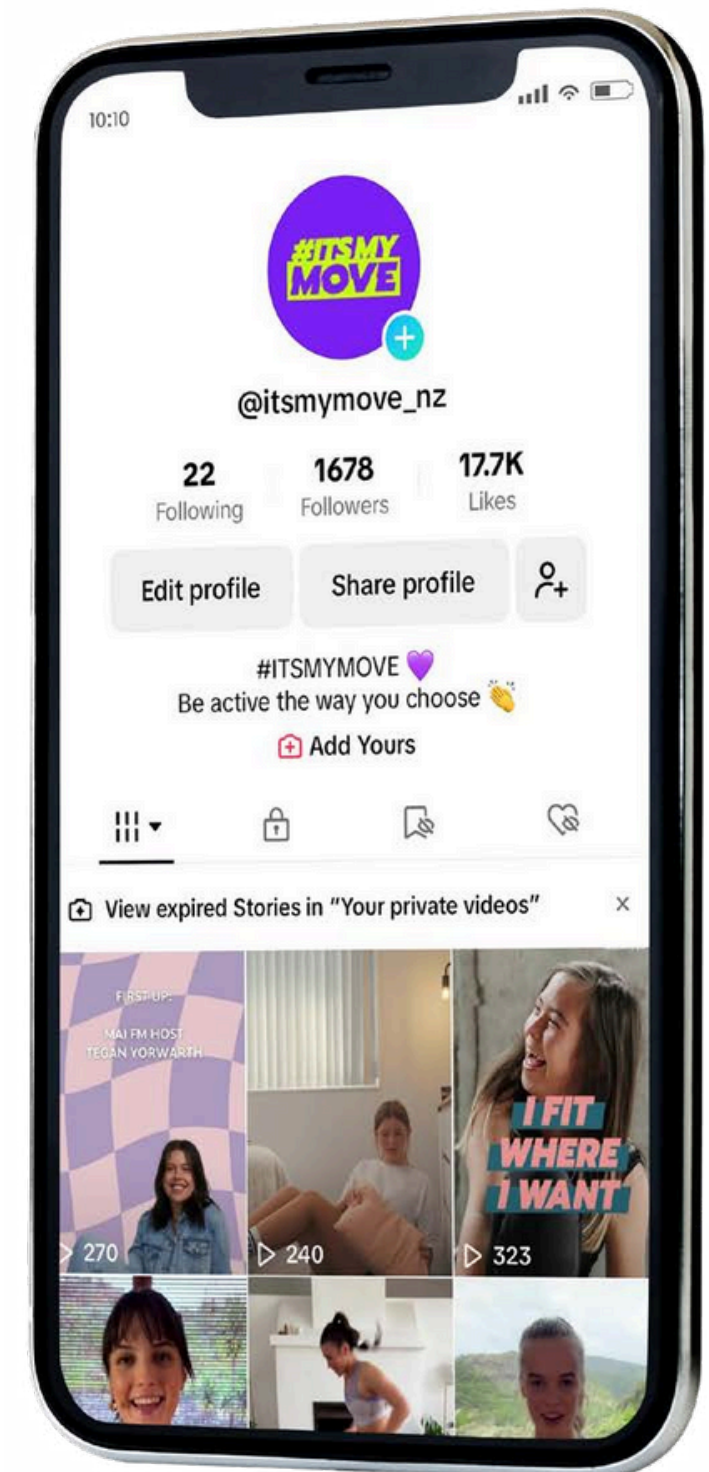 10:10
#ITSMY
MOVE
@itsmymove_nz
22 1678 17.7K
Following Followers Likes
Edit profile Share profile
#ITSMYMOVE 💜
Be active the way you choose 👏
Add Yours
View expired Stories in “Your private videos” ×
FIRST UP:
MAI FM HOST
TEGAN YORWARTH
I FIT
WHERE
I WANT
270 240 323